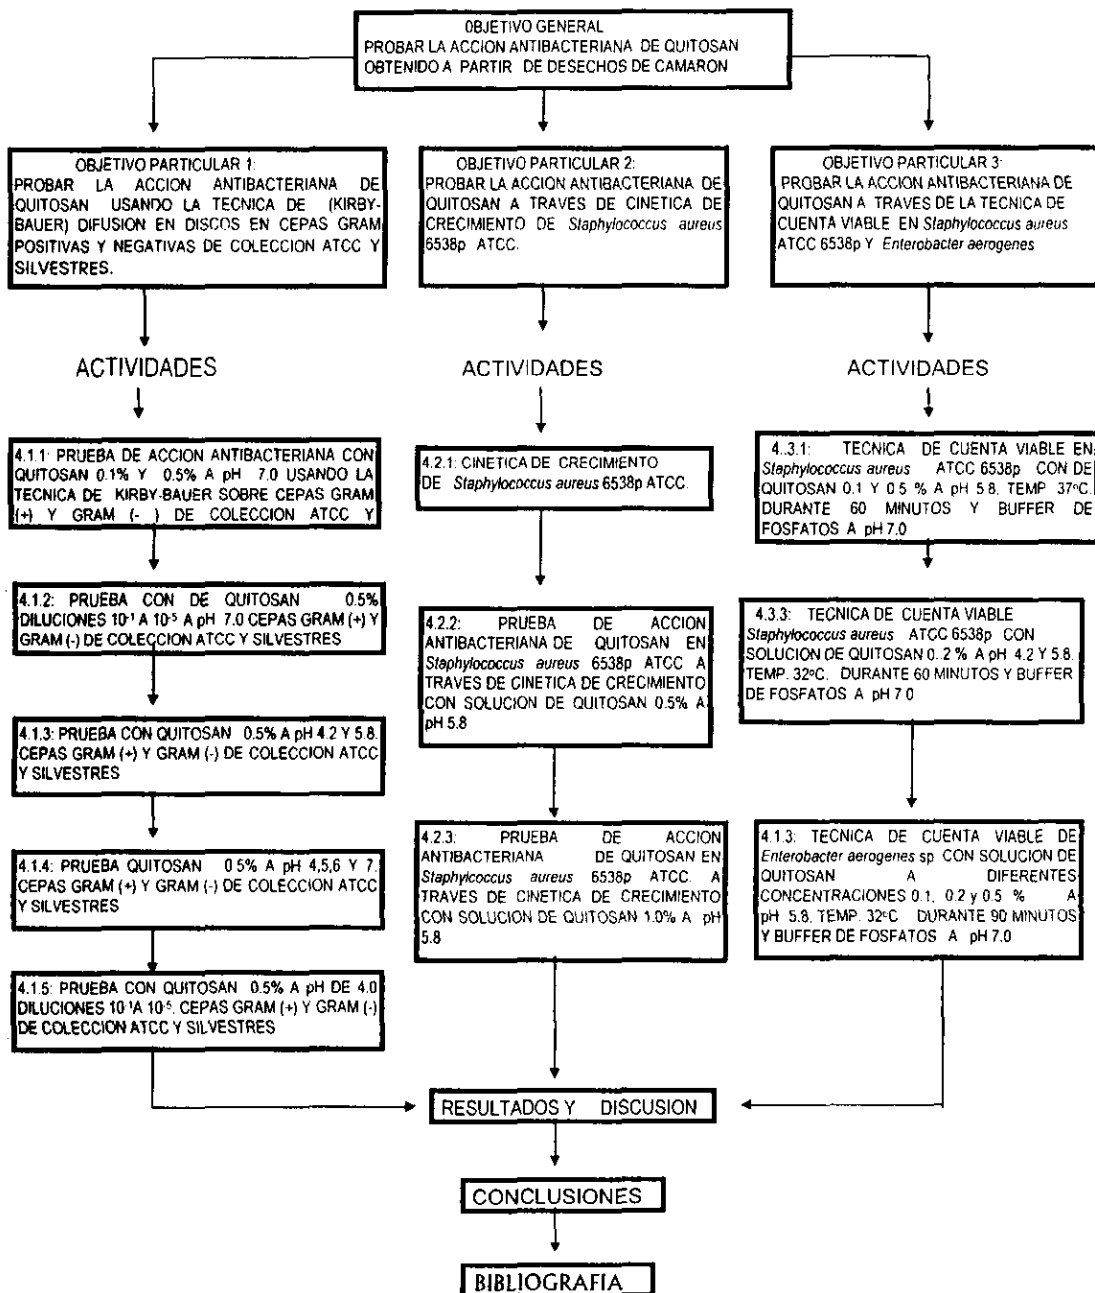 OBJETIVO GENERAL
PROBAR LA ACCION ANTIBACTERIANA DE QUITOSAN
OBTENIDO A PARTIR DE DESECHOS DE CAMARON
OBJETIVO PARTICULAR 1:
PROBAR LA ACCION ANTIBACTERIANA DE
QUITOSAN USANDO LA TECNICA DE (KIRBY-
BAUER) DIFUSION EN DISCOS EN CEPAS GRAM
POSITIVAS Y NEGATIVAS DE COLECCION ATCC Y
SILVESTRES.
ACTIVIDADES
4.1.1: PRUEBA DE ACCION ANTIBACTERIANA CON
QUITOSAN 0.1% Y 0.5% A pH 7.0 USANDO LA
TECNICA DE KIRBY-BAUER SOBRE CEPAS GRAM
(+) Y GRAM (-) DE COLECCION ATCC Y
4.1.2: PRUEBA CON DE QUITOSAN 0.5%
DILUCIONES 10⁻¹ A 10⁻⁵ A pH 7.0 CEPAS GRAM (+) Y
GRAM (-) DE COLECCION ATCC Y SILVESTRES
4.1.3: PRUEBA CON QUITOSAN 0.5% A pH 4.2 Y 5.8.
CEPAS GRAM (+) Y GRAM (-) DE COLECCION ATCC
Y SILVESTRES
4.1.4: PRUEBA QUITOSAN 0.5% A pH 4,5,6 Y 7.
CEPAS GRAM (+) Y GRAM (-) DE COLECCION ATCC
Y SILVESTRES
4.1.5: PRUEBA CON QUITOSAN 0.5% A pH DE 4.0
DILUCIONES 10⁻¹A 10⁻⁵. CEPAS GRAM (+) Y GRAM (-)
DE COLECCION ATCC Y SILVESTRES
OBJETIVO PARTICULAR 2:
PROBAR LA ACCION ANTIBACTERIANA DE
QUITOSAN A TRAVES DE CINETICA DE
CRECIMIENTO DE Staphylococcus aureus
6538p ATCC.
ACTIVIDADES
4.2.1: CINETICA DE CRECIMIENTO
DE Staphylococcus aureus 6538p ATCC.
4.2.2: PRUEBA DE ACCION
ANTIBACTERIANA DE QUITOSAN EN
Staphylococcus aureus 6538p ATCC A
TRAVES DE CINETICA DE CRECIMIENTO
CON SOLUCION DE QUITOSAN 0.5% A
pH 5.8
4.2.3: PRUEBA DE ACCION
ANTIBACTERIANA DE QUITOSAN EN
Staphylcoccus aureus 6538p ATCC. A
TRAVES DE CINETICA DE CRECIMIENTO
CON SOLUCION DE QUITOSAN 1.0% A pH
5.8
OBJETIVO PARTICULAR 3:
PROBAR LA ACCION ANTIBACTERIANA DE
QUITOSAN A TRAVES DE LA TECNICA DE
CUENTA VIABLE EN Staphylococcus aureus
ATCC 6538p Y Enterobacter aerogenes
ACTIVIDADES
4..3.1: TECNICA DE CUENTA VIABLE EN
Staphylococcus aureus ATCC 6538p CON DE
QUITOSAN 0.1 Y 0.5 % A pH 5.8, TEMP 37ºC.
DURANTE 60 MINUTOS Y BUFFER DE
FOSFATOS A pH 7.0
4.3.3: TECNICA DE CUENTA VIABLE
Staphylococcus aureus ATCC 6538p CON
SOLUCION DE QUITOSAN 0..2 % A pH 4.2 Y 5.8.
TEMP. 32ºC. DURANTE 60 MINUTOS Y BUFFER
DE FOSFATOS A pH 7 0
4.1.3: TECNICA DE CUENTA VIABLE DE
Enterobacter aerogenes sp CON SOLUCION DE
QUITOSAN A DIFERENTES
CONCENTRACIONES 0.1, 0.2 y 0.5 % A
pH 5.8, TEMP. 32ºC DURANTE 90 MINUTOS
Y BUFFER DE FOSFATOS A pH 7.0
RESULTADOS Y DISCUSION
CONCLUSIONES
BIBLIOGRAFIA